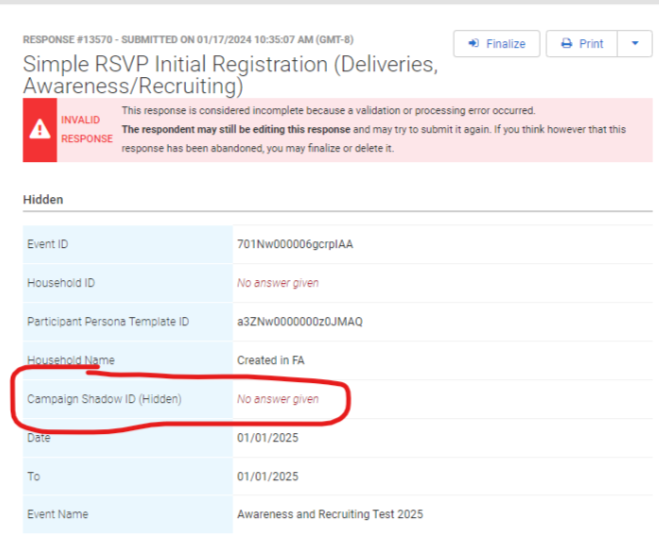 RESPONSE #13570 - SUBMITTED ON 01/17/2024 10:35:07 AM (GMT-8)
Finalize
Print
Simple RSVP Initial Registration (Deliveries,
Awareness/Recruiting)
INVALID
RESPONSE
This response is considered incomplete because a validation or processing error occurred.
The respondent may still be editing this response and may try to submit it again. If you think however that this
response has been abandoned, you may finalize or delete it.
Hidden
Event ID 701Nw000006gcrpIAA
Household ID No answer given
Participant Persona Template ID a3ZNw0000000z0JMAQ
Household Name Created in FA
Campaign Shadow ID (Hidden) No answer given
Date 01/01/2025
To 01/01/2025
Event Name Awareness and Recruiting Test 2025